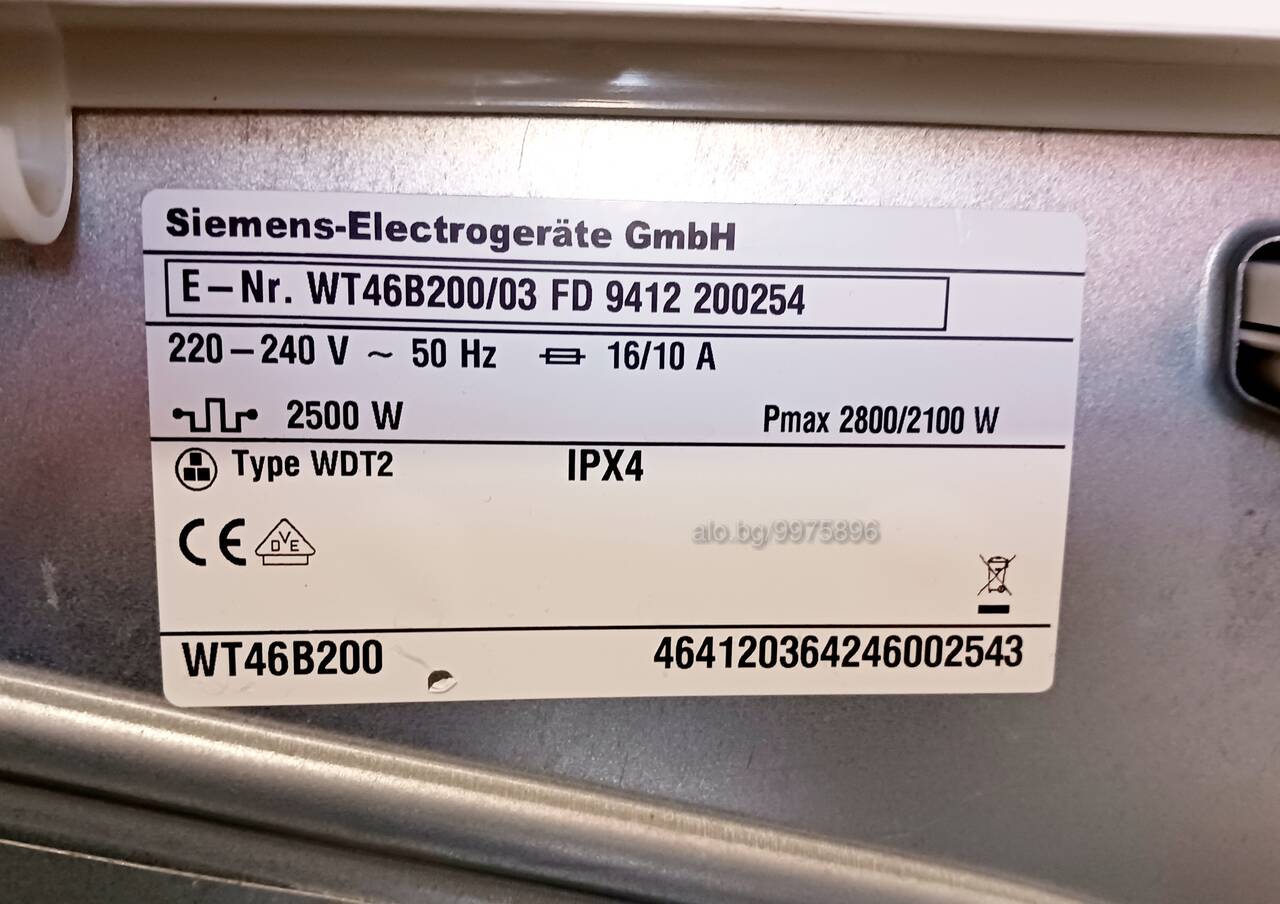 Siemens-Electrogeräte GmbH
E-Nr. WT46B200/03 FD 9412 200254
220-240 V ~ 50 Hz 16/10 A
2500 W Pmax 2800/2100 W
Type WDT2 IPX4
CE DVE
alo.bg/9975896
WT46B200 464120364246002543